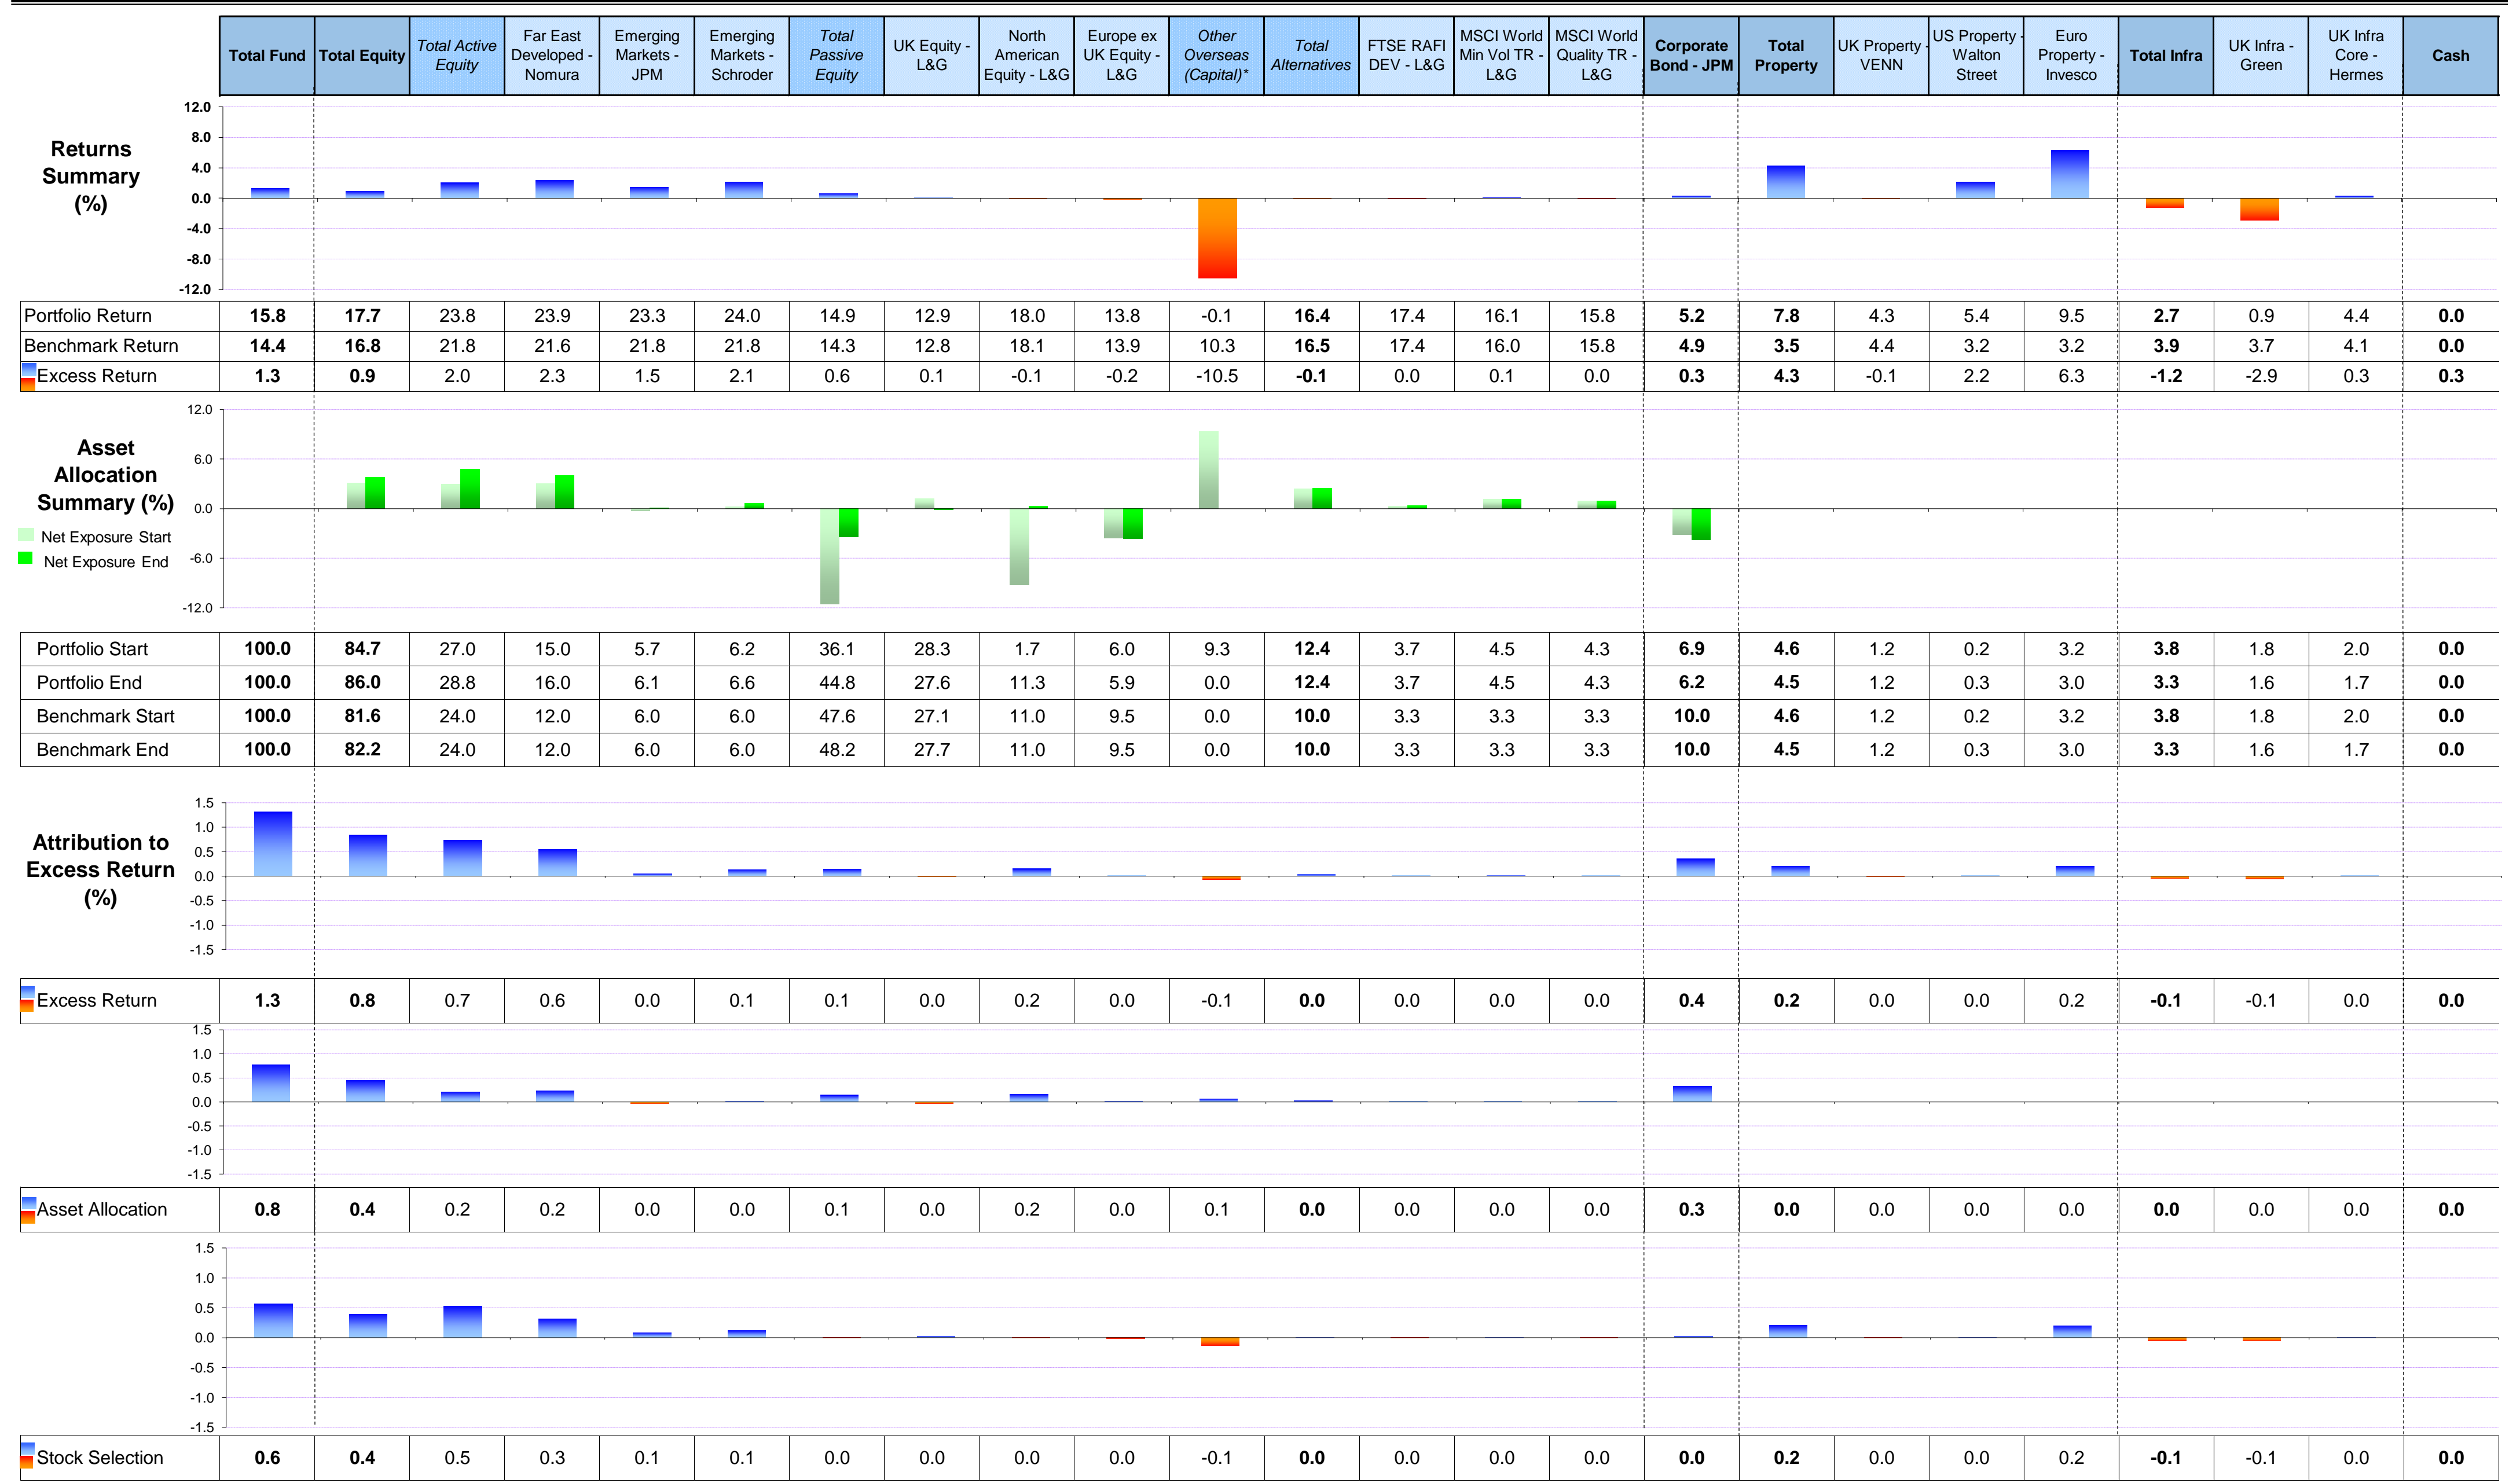 Total Fund Total Equity Total Active Equity Far East Developed - Nomura Emerging Markets - JPM Emerging Markets - Schroder Total Passive Equity UK Equity - L&G North American Equity - L&G Europe ex UK Equity - L&G Other Overseas (Capital)* Total Alternatives FTSE RAFI DEV - L&G MSCI World Min Vol TR - L&G MSCI World Quality TR - L&G Corporate Bond - JPM Total Property UK Property - VENN US Property - Walton Street Euro Property - Invesco Total Infra UK Infra - Green UK Infra Core - Hermes Cash
Returns
Summary
(%)
12.0
8.0
4.0
0.0
-4.0
-8.0
-12.0
Portfolio Return 15.8 17.7 23.8 23.9 23.3 24.0 14.9 12.9 18.0 13.8 -0.1 16.4 17.4 16.1 15.8 5.2 7.8 4.3 5.4 9.5 2.7 0.9 4.4 0.0
Benchmark Return 14.4 16.8 21.8 21.6 21.8 21.8 14.3 12.8 18.1 13.9 10.3 16.5 17.4 16.0 15.8 4.9 3.5 4.4 3.2 3.2 3.9 3.7 4.1 0.0
Excess Return 1.3 0.9 2.0 2.3 1.5 2.1 0.6 0.1 -0.1 -0.2 -10.5 -0.1 0.0 0.1 0.0 0.3 4.3 -0.1 2.2 6.3 -1.2 -2.9 0.3 0.3
Asset
Allocation
Summary (%)
Net Exposure Start
Net Exposure End
12.0
6.0
0.0
-6.0
-12.0
Portfolio Start 100.0 84.7 27.0 15.0 5.7 6.2 36.1 28.3 1.7 6.0 9.3 12.4 3.7 4.5 4.3 6.9 4.6 1.2 0.2 3.2 3.8 1.8 2.0 0.0
Portfolio End 100.0 86.0 28.8 16.0 6.1 6.6 44.8 27.6 11.3 5.9 0.0 12.4 3.7 4.5 4.3 6.2 4.5 1.2 0.3 3.0 3.3 1.6 1.7 0.0
Benchmark Start 100.0 81.6 24.0 12.0 6.0 6.0 47.6 27.1 11.0 9.5 0.0 10.0 3.3 3.3 3.3 10.0 4.6 1.2 0.2 3.2 3.8 1.8 2.0 0.0
Benchmark End 100.0 82.2 24.0 12.0 6.0 6.0 48.2 27.7 11.0 9.5 0.0 10.0 3.3 3.3 3.3 10.0 4.5 1.2 0.3 3.0 3.3 1.6 1.7 0.0
Attribution to
Excess Return
(%)
1.5
1.0
0.5
0.0
-0.5
-1.0
-1.5
Excess Return 1.3 0.8 0.7 0.6 0.0 0.1 0.1 0.0 0.2 0.0 -0.1 0.0 0.0 0.0 0.0 0.4 0.2 0.0 0.0 0.2 -0.1 -0.1 0.0 0.0
1.5
1.0
0.5
0.0
-0.5
-1.0
-1.5
Asset Allocation 0.8 0.4 0.2 0.2 0.0 0.0 0.1 0.0 0.2 0.0 0.1 0.0 0.0 0.0 0.0 0.3 0.0 0.0 0.0 0.0 0.0 0.0 0.0 0.0
1.5
1.0
0.5
0.0
-0.5
-1.0
-1.5
Stock Selection 0.6 0.4 0.5 0.3 0.1 0.1 0.0 0.0 0.0 0.0 -0.1 0.0 0.0 0.0 0.0 0.0 0.2 0.0 0.0 0.2 -0.1 -0.1 0.0 0.0